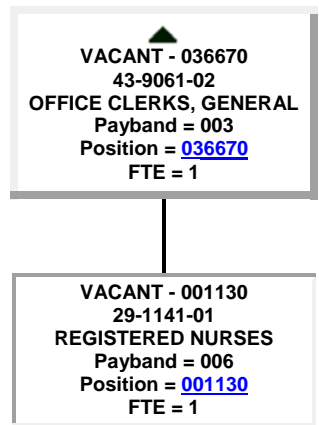 VACANT - 036670
43-9061-02
OFFICE CLERKS, GENERAL
Payband = 003
Position = 036670
FTE = 1
VACANT - 001130
29-1141-01
REGISTERED NURSES
Payband = 006
Position = 001130
FTE = 1